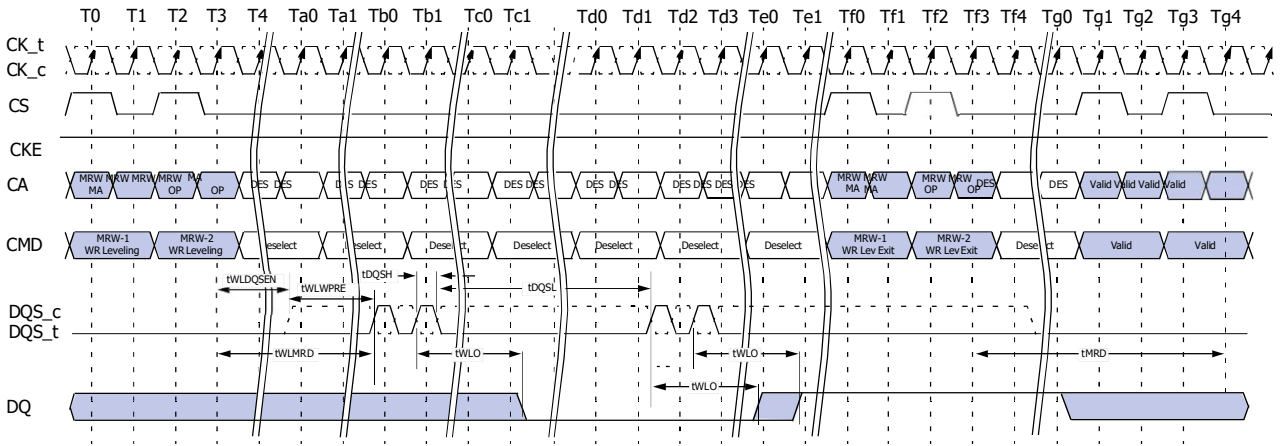 T0 T1 T2 T3 T4 Ta0 Ta1 Tb0 Tb1 Tc0 Tc1 Td0 Td1 Td2 Td3 Te0 Te1 Tf0 Tf1 Tf2 Tf3 Tf4 Tg0 Tg1 Tg2 Tg3 Tg4
CK_t
CK_c
CS
CKE
MRW MRW MRW MRW MA DES DES DES DES DES DES DES DES DES DES DES DES DES MRW MRW MRW MRW DES DES Valid Valid Valid Valid
CA
MA OP OP MA MA OP OP
MRW-1 MRW-2 Deselect Deselect Deselect Deselect Deselect Deselect Deselect MRW-1 MRW-2 Deselect Valid Valid
CMD
WR Leveling WR Leveling WR Lev Exit WR Lev Exit
tWLDQSEN tWLWPRE tDQSH tDQSL
DQS_c
DQS_t
tWLMRD tWLO tWLO tMRD
tWLO
DQ